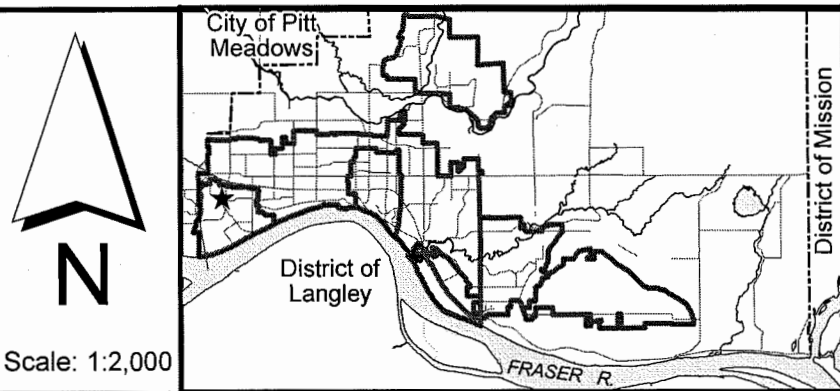 N
Scale: 1:2,000
City of Pitt
Meadows
District of
Langley
FRASER R.
District of Mission